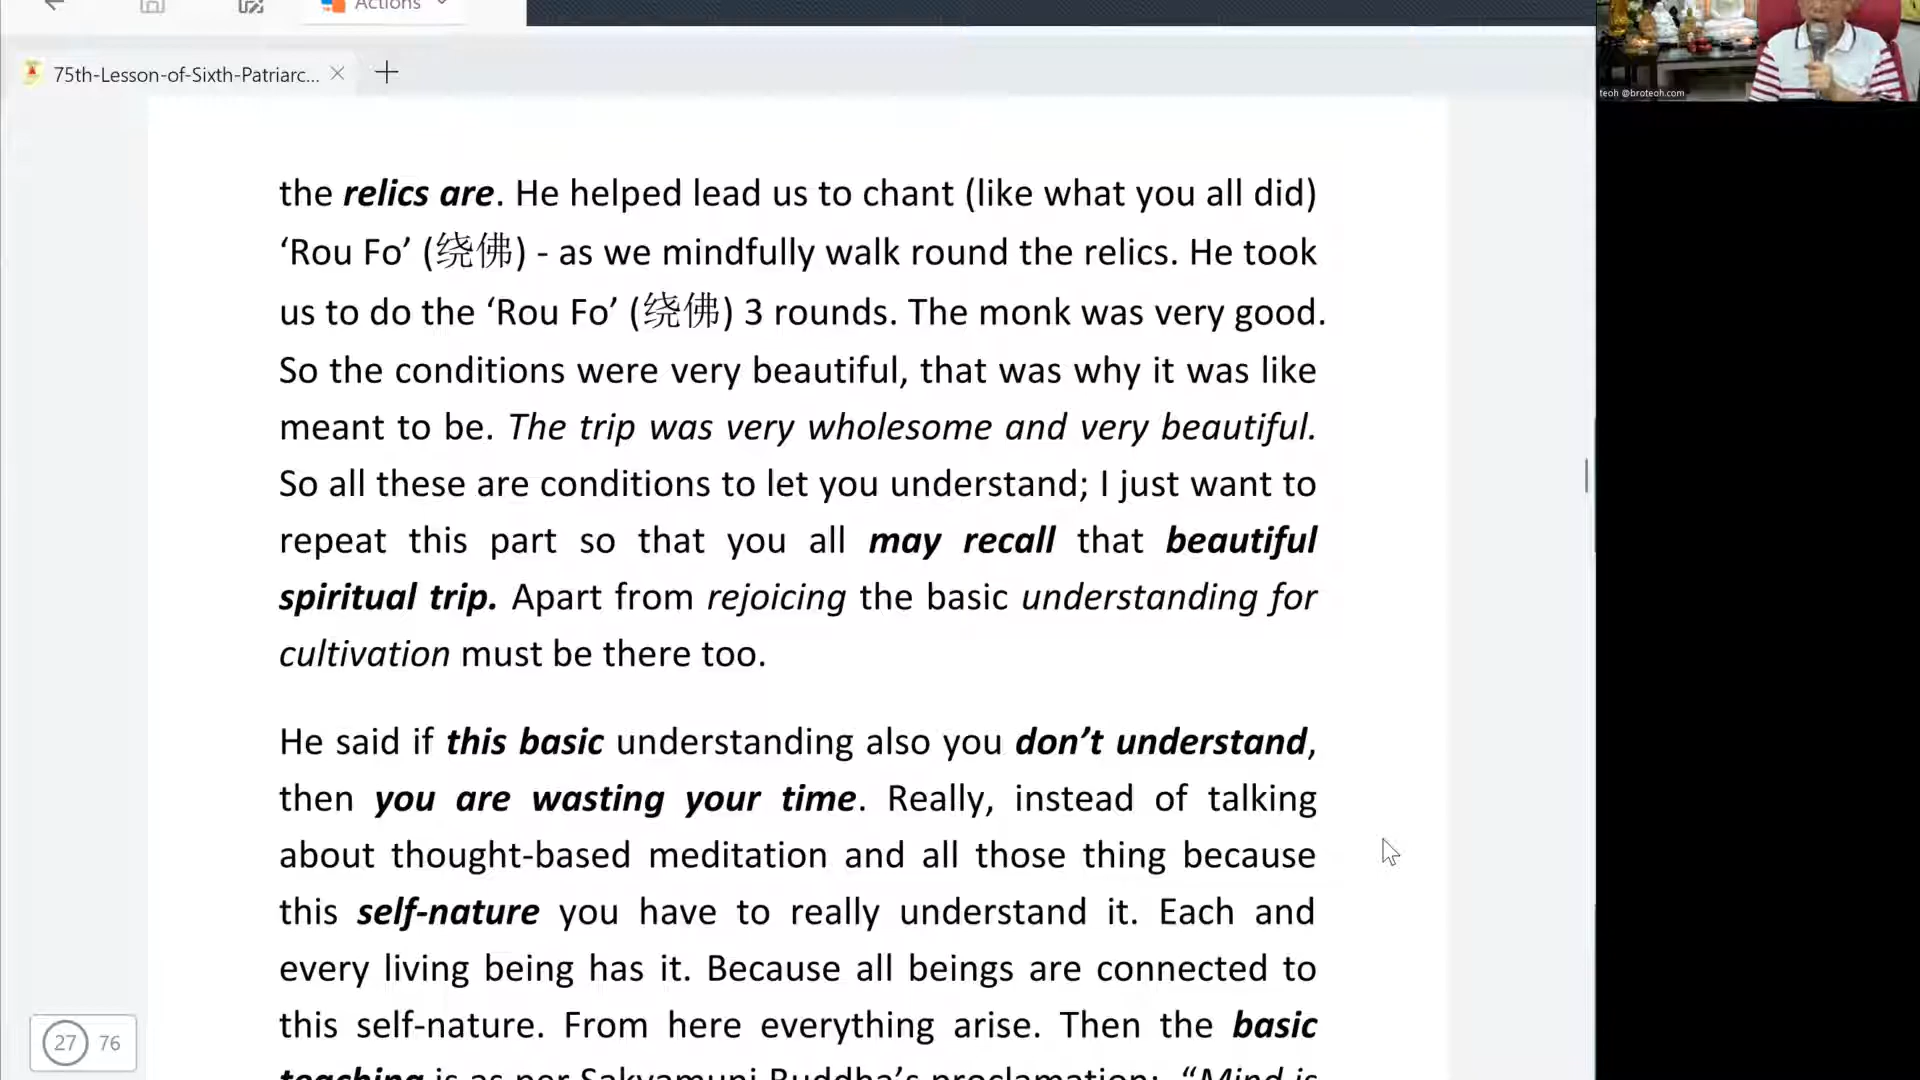 Actions
75th-Lesson-of-Sixth-Patriarc...
teoh @broteoh.com
the relics are. He helped lead us to chant (like what you all did)
‘Rou Fo’ (绕佛) - as we mindfully walk round the relics. He took
us to do the ‘Rou Fo’ (绕佛) 3 rounds. The monk was very good.
So the conditions were very beautiful, that was why it was like
meant to be. The trip was very wholesome and very beautiful.
So all these are conditions to let you understand; I just want to
repeat this part so that you all may recall that beautiful
spiritual trip. Apart from rejoicing the basic understanding for
cultivation must be there too.
He said if this basic understanding also you don’t understand,
then you are wasting your time. Really, instead of talking
about thought-based meditation and all those thing because
this self-nature you have to really understand it. Each and
every living being has it. Because all beings are connected to
this self-nature. From here everything arise. Then the basic
teaching is as per Sakyamuni Buddha’s proclamation: “Mind is
27 76